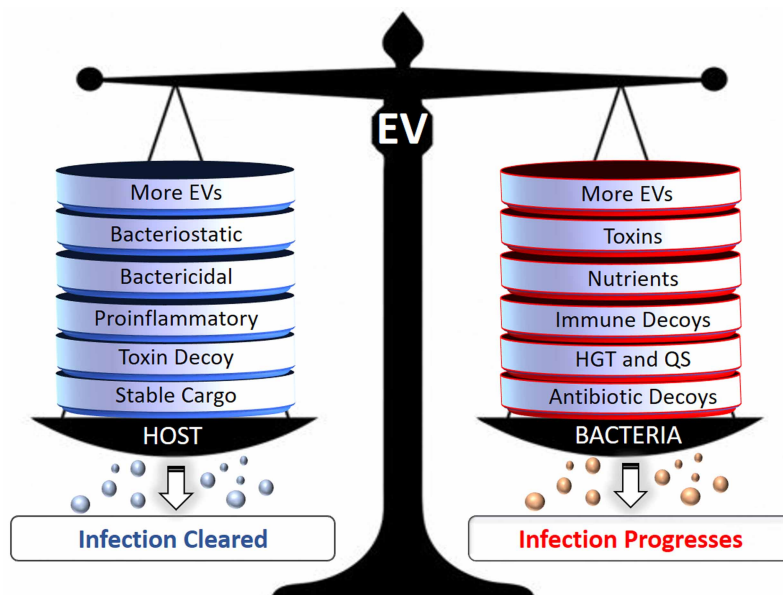 EV
More EVs
Bacteriostatic
Bactericidal
Proinflammatory
Toxin Decoy
Stable Cargo
HOST
Infection Cleared
More EVs
Toxins
Nutrients
Immune Decoys
HGT and QS
Antibiotic Decoys
BACTERIA
Infection Progresses